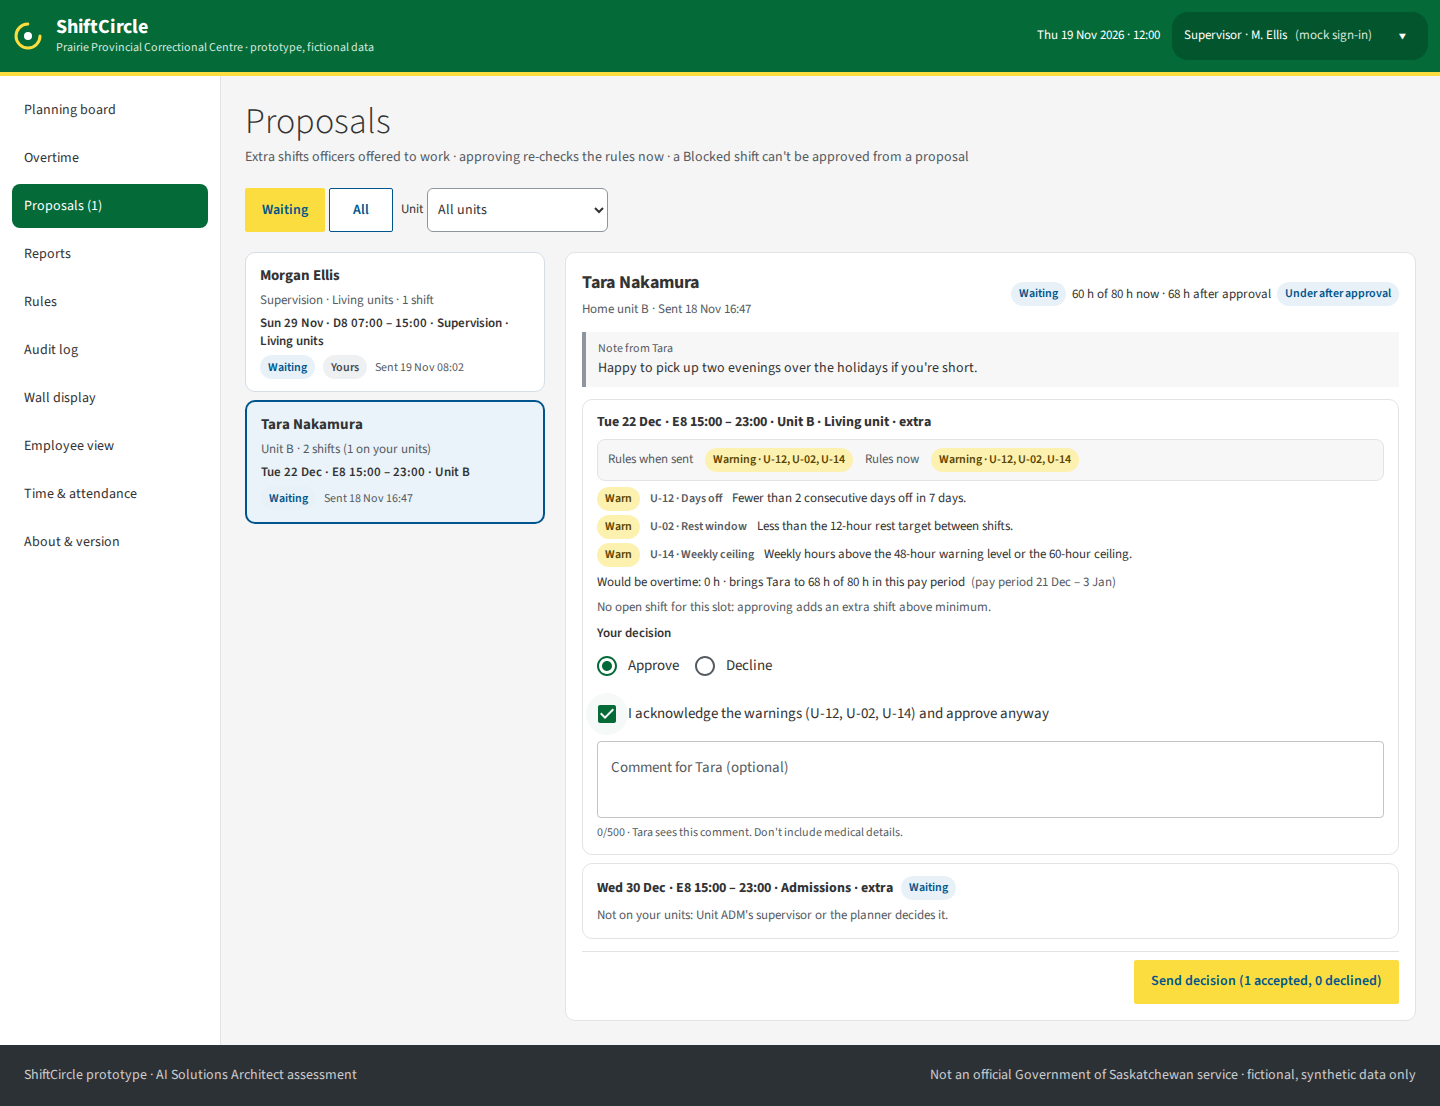 ShiftCircle
Prairie Provincial Correctional Centre · prototype, fictional data
Thu 19 Nov 2026 · 12:00
Supervisor · M. Ellis (mock sign-in) ▼
Planning board
Overtime
Proposals (1)
Reports
Rules
Audit log
Wall display
Employee view
Time & attendance
About & version
Proposals
Extra shifts officers offered to work · approving re-checks the rules now · a Blocked shift can't be approved from a proposal
Waiting
All
Unit
All units
Morgan Ellis
Supervision · Living units · 1 shift
Sun 29 Nov · D8 07:00 – 15:00 · Supervision ·
Living units
Waiting Yours Sent 19 Nov 08:02
Tara Nakamura
Unit B · 2 shifts (1 on your units)
Tue 22 Dec · E8 15:00 – 23:00 · Unit B
Waiting Sent 18 Nov 16:47
Tara Nakamura
Home unit B · Sent 18 Nov 16:47
Waiting 60 h of 80 h now · 68 h after approval Under after approval
Note from Tara
Happy to pick up two evenings over the holidays if you're short.
Tue 22 Dec · E8 15:00 – 23:00 · Unit B · Living unit · extra
Rules when sent Warning · U-12, U-02, U-14 Rules now Warning · U-12, U-02, U-14
Warn U-12 · Days off Fewer than 2 consecutive days off in 7 days.
Warn U-02 · Rest window Less than the 12-hour rest target between shifts.
Warn U-14 · Weekly ceiling Weekly hours above the 48-hour warning level or the 60-hour ceiling.
Would be overtime: 0 h · brings Tara to 68 h of 80 h in this pay period (pay period 21 Dec – 3 Jan)
No open shift for this slot: approving adds an extra shift above minimum.
Your decision
Approve Decline
I acknowledge the warnings (U-12, U-02, U-14) and approve anyway
Comment for Tara (optional)
0/500 · Tara sees this comment. Don't include medical details.
Wed 30 Dec · E8 15:00 – 23:00 · Admissions · extra Waiting
Not on your units: Unit ADM's supervisor or the planner decides it.
Send decision (1 accepted, 0 declined)
ShiftCircle prototype · AI Solutions Architect assessment
Not an official Government of Saskatchewan service · fictional, synthetic data only